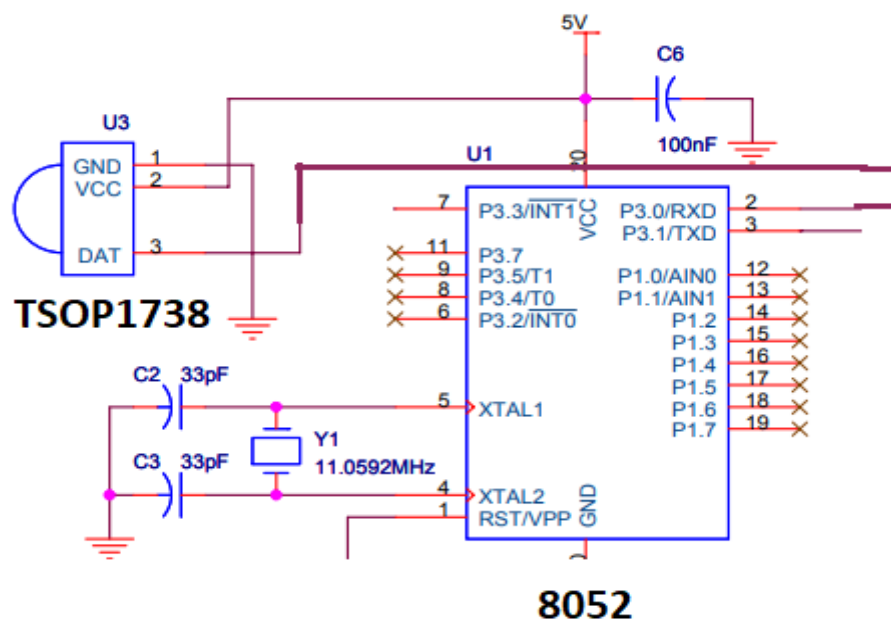 5V
C6
100nF
U3
1
GND
2
VCC
3
DAT
TSOP1738
U1
20
VCC
7
P3.3/INT1
11
P3.7
9
P3.5/T1
8
P3.4/T0
6
P3.2/INT0
P3.0/RXD
2
P3.1/TXD
3
P1.0/AIN0
12
P1.1/AIN1
13
P1.2
14
P1.3
15
P1.4
16
P1.5
17
P1.6
18
P1.7
19
C2
33pF
5
XTAL1
Y1
11.0592MHz
C3
33pF
4
XTAL2
1
RST/VPP
GND
8052